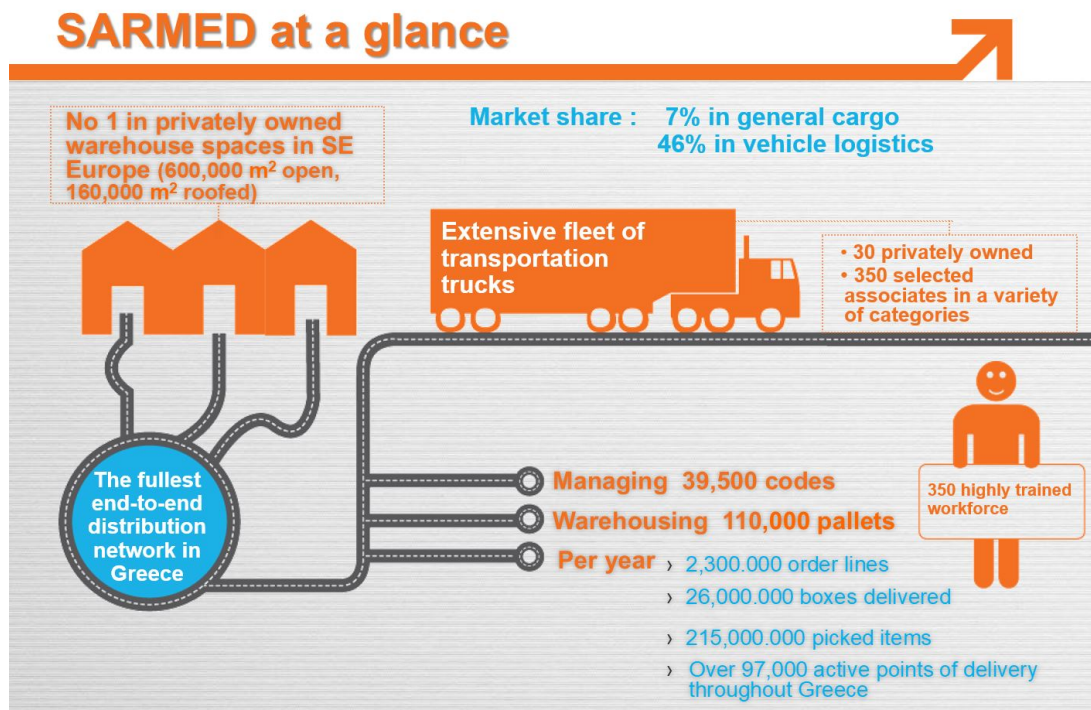 SARMED at a glance
No 1 in privately owned
warehouse spaces in SE
Europe (600,000 m² open,
160,000 m² roofed)
Market share : 7% in general cargo
46% in vehicle logistics
Extensive fleet of
transportation
trucks
• 30 privately owned
• 350 selected
associates in a variety
of categories
The fullest
end-to-end
distribution
network in
Greece
Managing 39,500 codes
Warehousing 110,000 pallets
Per year › 2,300.000 order lines
› 26,000.000 boxes delivered
› 215,000.000 picked items
› Over 97,000 active points of delivery
throughout Greece
350 highly trained
workforce